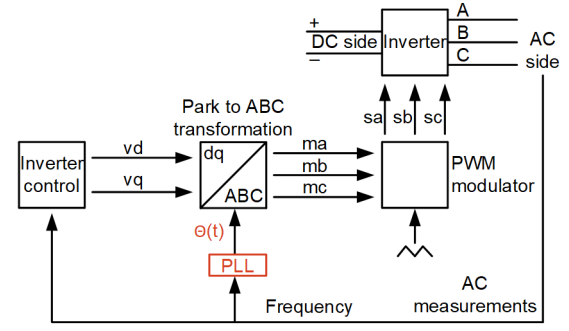 A
+
B
AC
DC side
Inverter
side
–
C
sa
sb
sc
Park to ABC
transformation
vd
dq
ma
Inverter
control
mb
PWM
modulator
vq
ABC
mc
Θ(t)
PLL
AC
Frequency
measurements